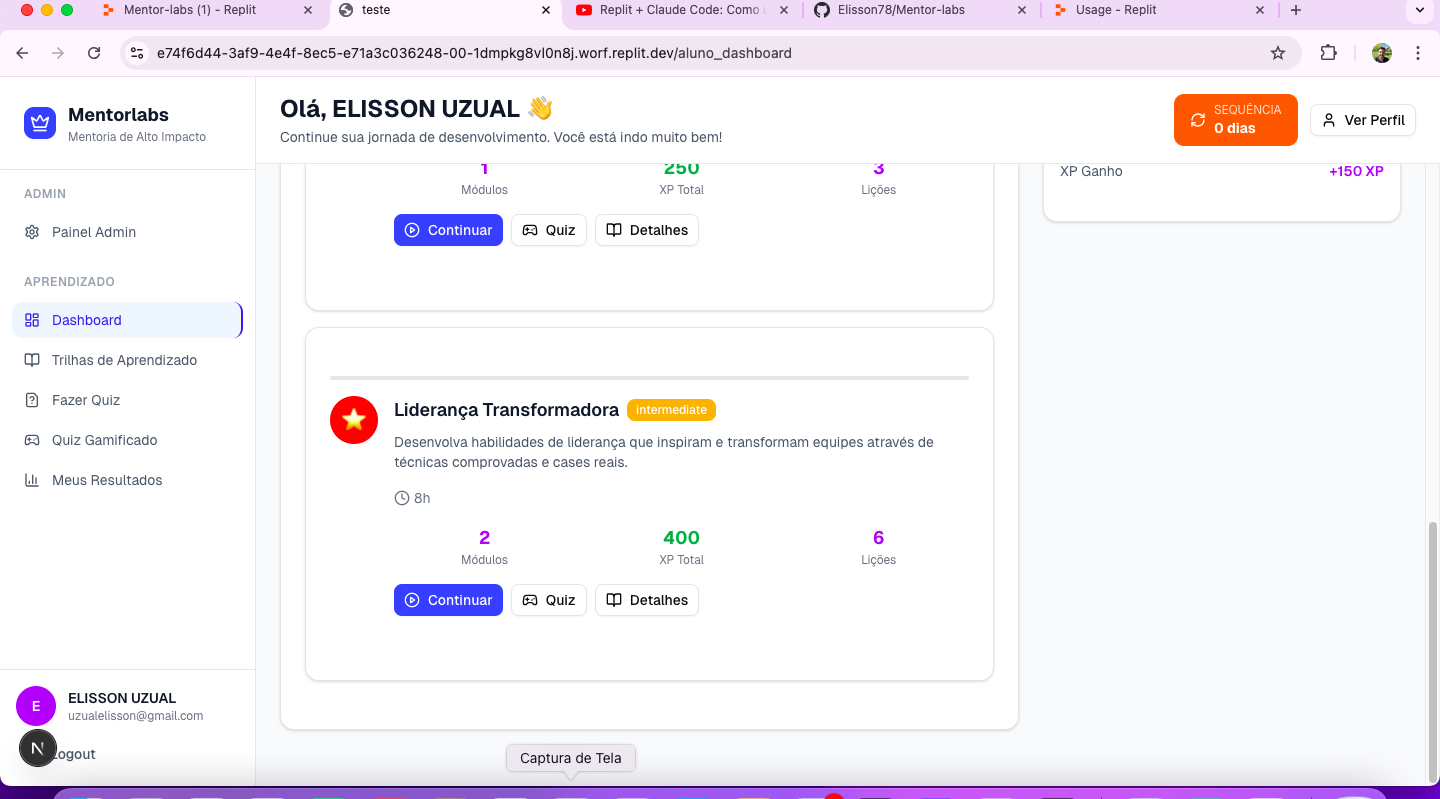 Mentor-labs (1) - Replit
teste
Replit + Claude Code: Como
Elisson78/Mentor-labs
Usage - Replit
e74f6d44-3af9-4e4f-8ec5-e71a3c036248-00-1dmpkg8vl0n8j.worf.replit.dev/aluno_dashboard
Mentorlabs
Mentoria de Alto Impacto
ADMIN
Painel Admin
APRENDIZADO
Dashboard
Trilhas de Aprendizado
Fazer Quiz
Quiz Gamificado
Meus Resultados
ELISSON UZUAL
uzualelisson@gmail.com
E
N
Logout
Olá, ELISSON UZUAL 👋
Continue sua jornada de desenvolvimento. Você está indo muito bem!
SEQUÊNCIA
0 dias
Ver Perfil
1 250 3
Módulos XP Total Lições
Continuar Quiz Detalhes
XP Ganho +150 XP
Liderança Transformadora intermediate
Desenvolva habilidades de liderança que inspiram e transformam equipes através de
técnicas comprovadas e cases reais.
8h
2 400 6
Módulos XP Total Lições
Continuar Quiz Detalhes
Captura de Tela